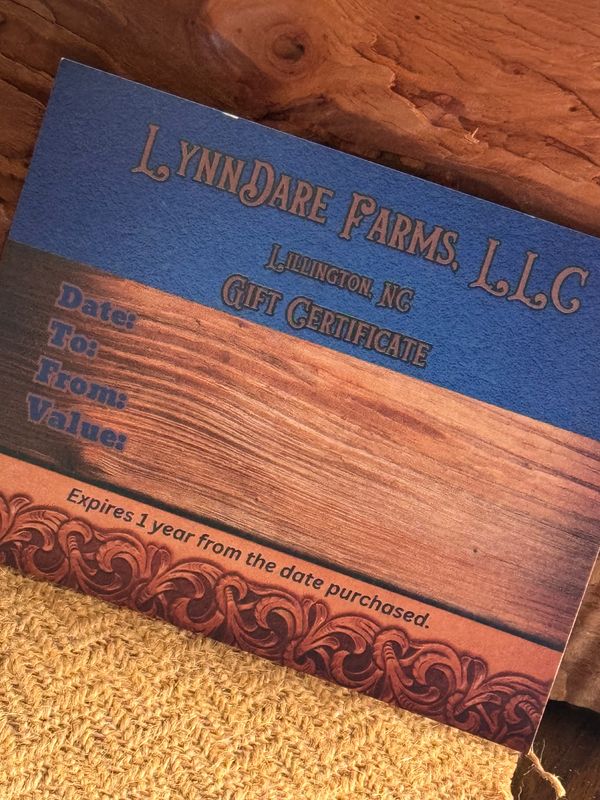 LynnDare Farms, LLC
Lillington, NC
Gift Certificate
Date:
To:
From:
Value:
Expires 1 year from the date purchased.